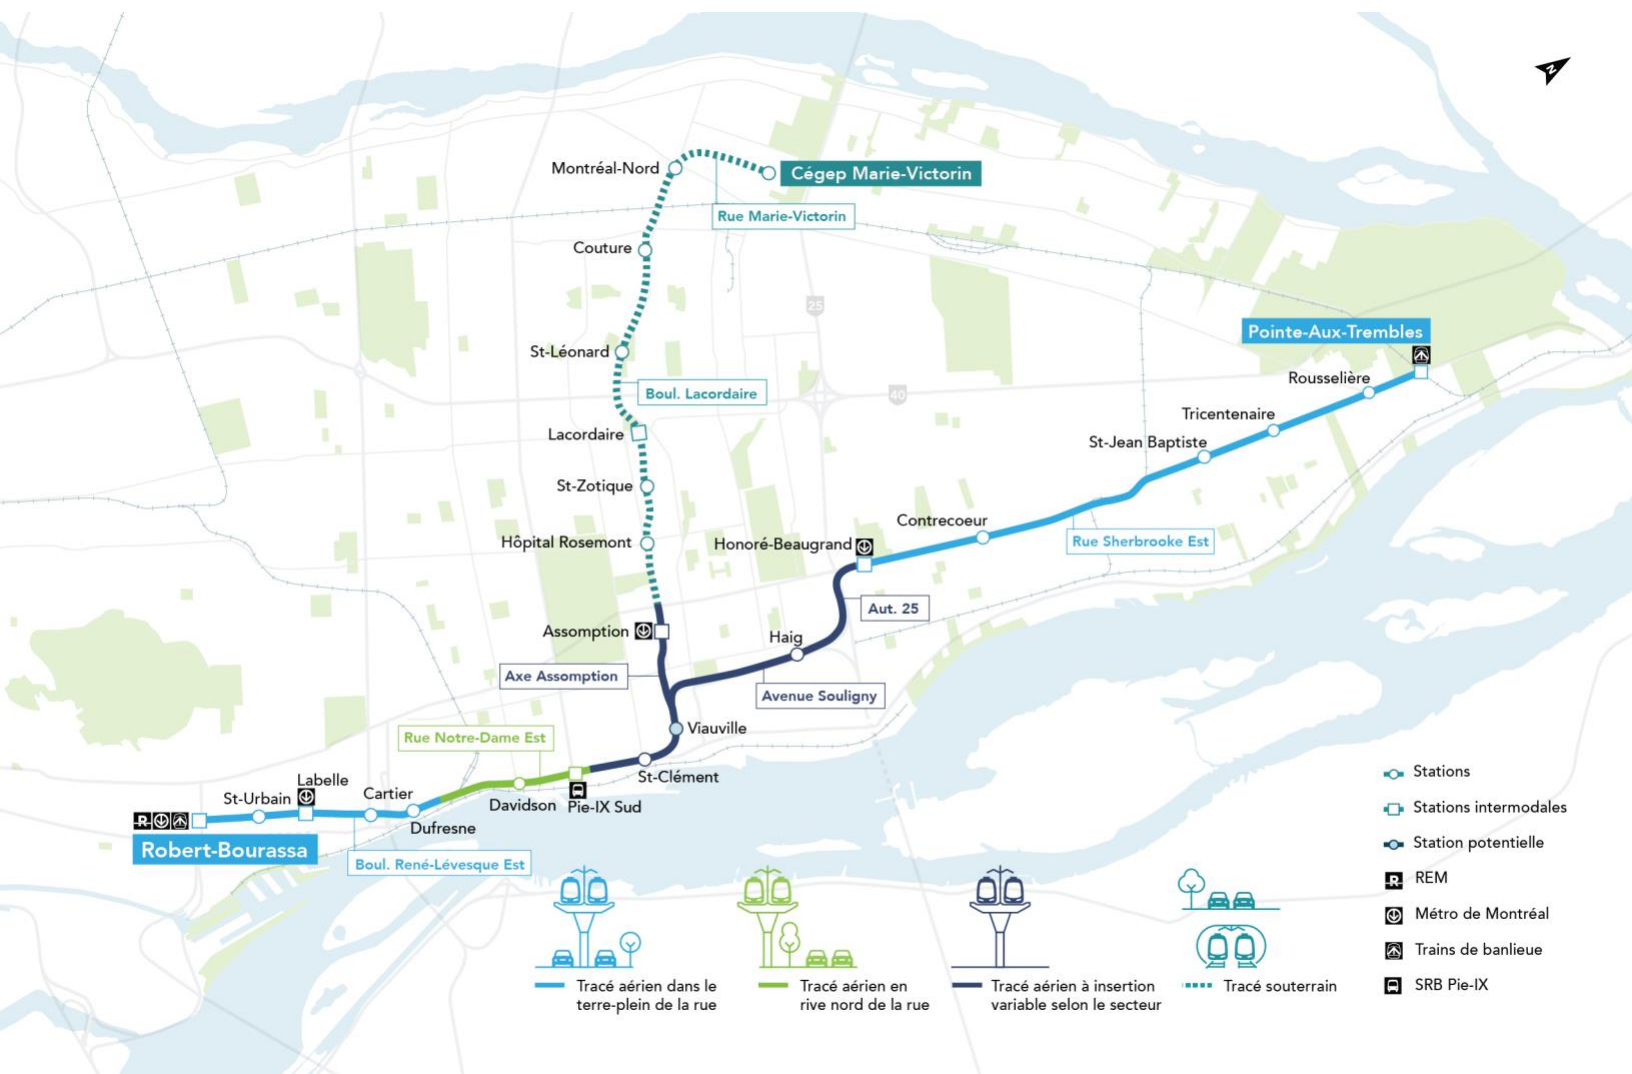 N
Montréal-Nord
Cégep Marie-Victorin
Rue Marie-Victorin
Couture
25
St-Léonard
Pointe-Aux-Trembles
Rousselière
Boul. Lacordaire
40
Tricentenaire
Lacordaire
St-Jean Baptiste
St-Zotique
Contrecoeur
Hôpital Rosemont
Honoré-Beaugrand
Rue Sherbrooke Est
Aut. 25
Assomption
Haig
Axe Assomption
Avenue Souligny
Viauville
Rue Notre-Dame Est
St-Clément
Labelle
St-Urbain
Cartier
Davidson
Pie-IX Sud
Dufresne
R
Robert-Bourassa
Boul. René-Lévesque Est
Stations
Stations intermodales
Station potentielle
R REM
Métro de Montréal
Trains de banlieue
SRB Pie-IX
Tracé aérien dans le
terre-plein de la rue
Tracé aérien en
rive nord de la rue
Tracé aérien à insertion
variable selon le secteur
Tracé souterrain